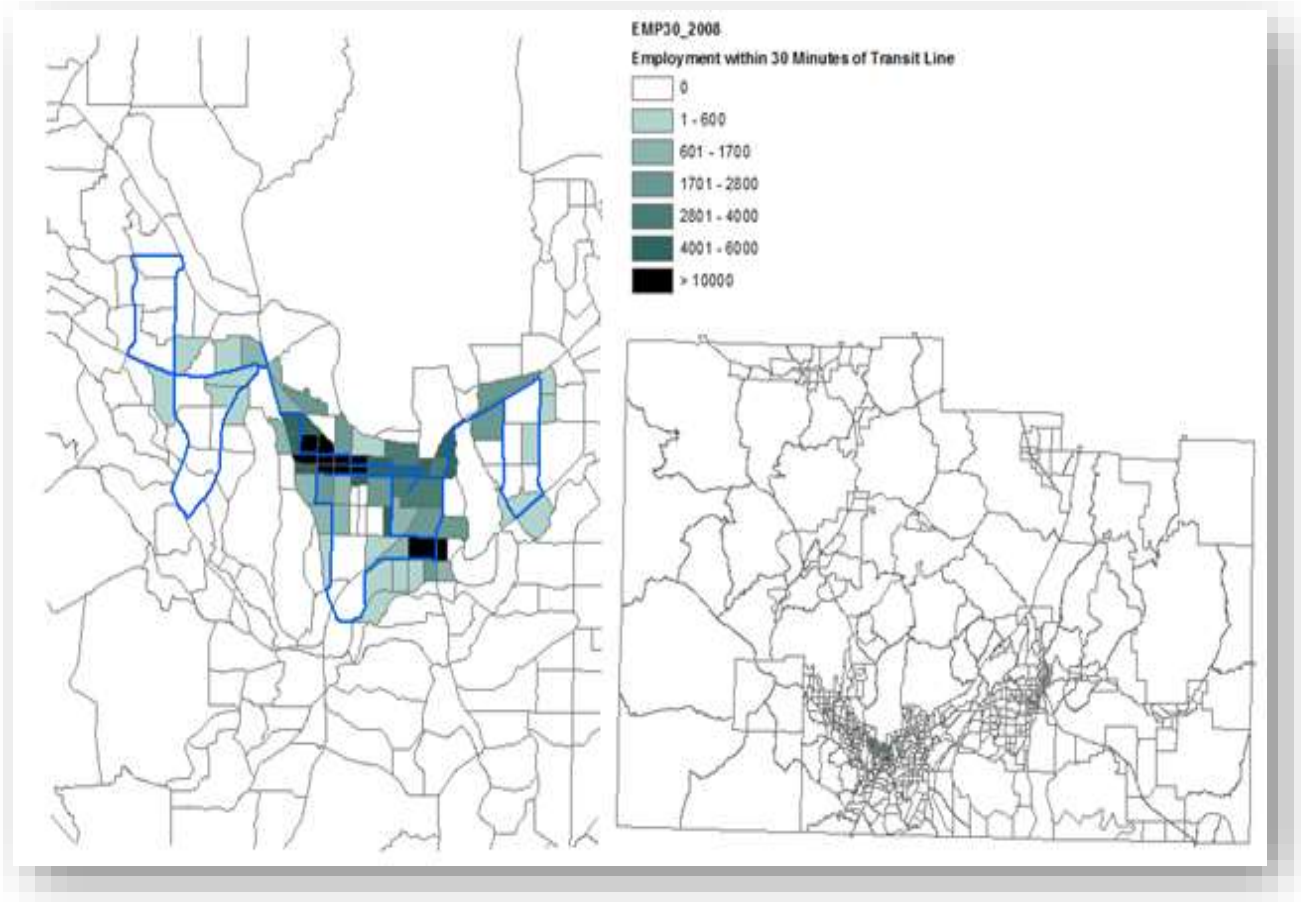 EMP30_2008
Employment within 30 Minutes of Transit Line
0
1 - 600
601 - 1700
1701 - 2800
2801 - 4000
4001 - 6000
> 10000